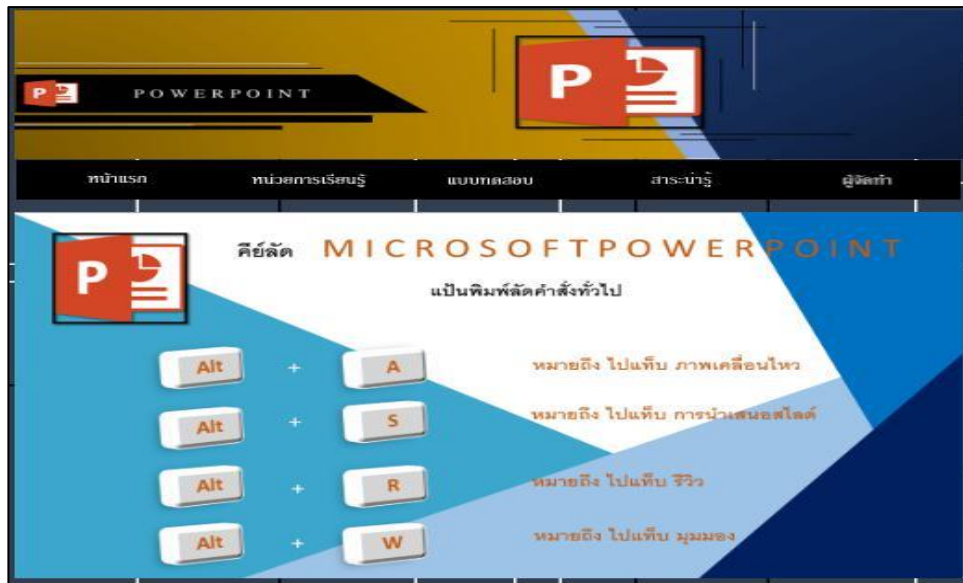 P
POWERPOINT
P
หน้าแรก หน่วยการเรียนรู้ แบบทดสอบ สาระน่ารู้ ผู้จัดทำ
P
คีย์ลัด MICROSOFTPOWERPOINT
แป้นพิมพ์ลัดคำสั่งทั่วไป
Alt + A หมายถึง ไปแท็บ ภาพเคลื่อนไหว
Alt + S หมายถึง ไปแท็บ การนำเสนอสไลด์
Alt + R หมายถึง ไปแท็บ รีวิว
Alt + W หมายถึง ไปแท็บ มุมมอง